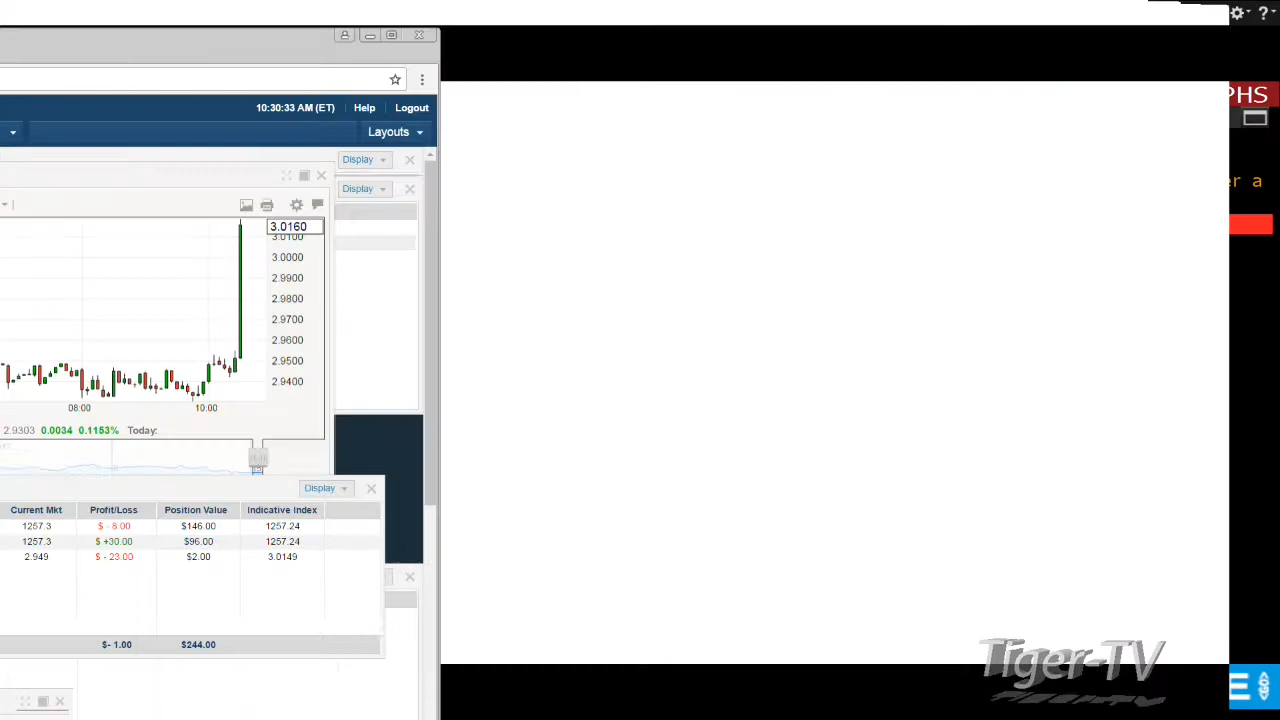 ?
10:30:33 AM (ET) Help Logout
PHS
Layouts
Display
Display
er a
3.0160
3.0100
3.0000
2.9900
2.9800
2.9700
2.9600
2.9500
2.9400
08:00 10:00
2.9303 0.0034 0.1153% Today:
Display
Current Mkt Profit/Loss Position Value Indicative Index
1257.3 $ - 8.00 $146.00 1257.24
1257.3 $ +30.00 $96.00 1257.24
2.949 $ - 23.00 $2.00 3.0149
$- 1.00 $244.00
Tiger-TV
E